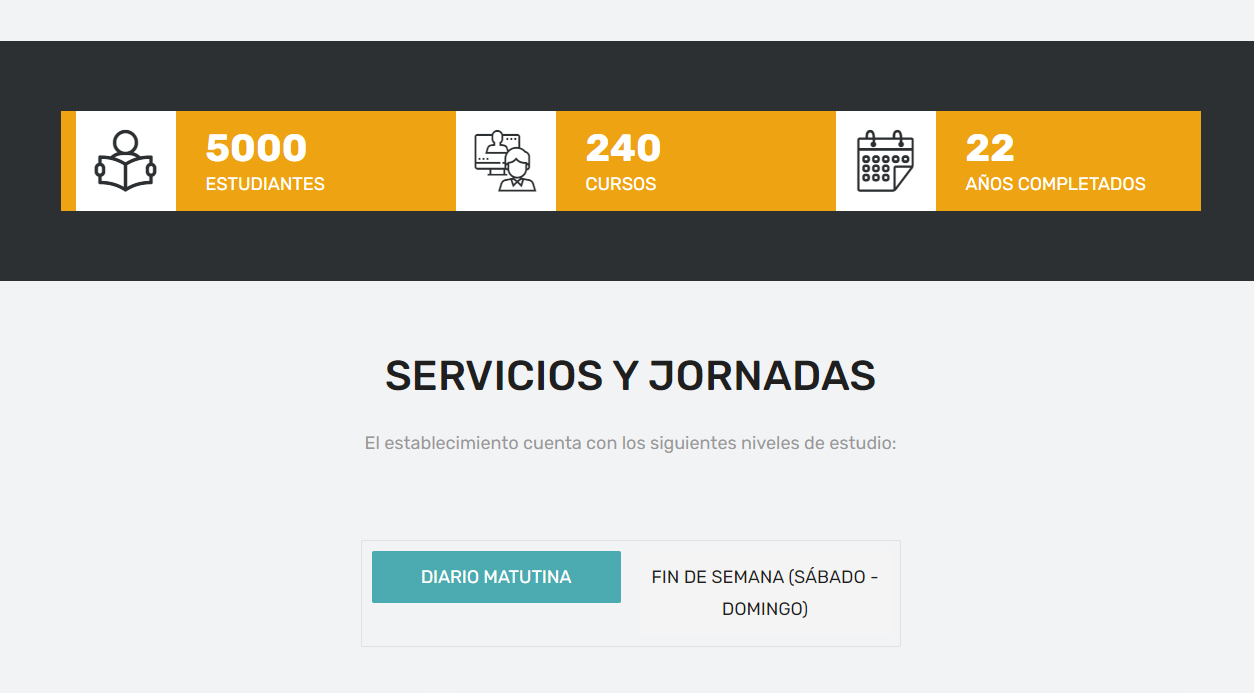 5000
ESTUDIANTES
240
CURSOS
22
AÑOS COMPLETADOS
SERVICIOS Y JORNADAS
El establecimiento cuenta con los siguientes niveles de estudio:
DIARIO MATUTINA
FIN DE SEMANA (SÁBADO -
DOMINGO)